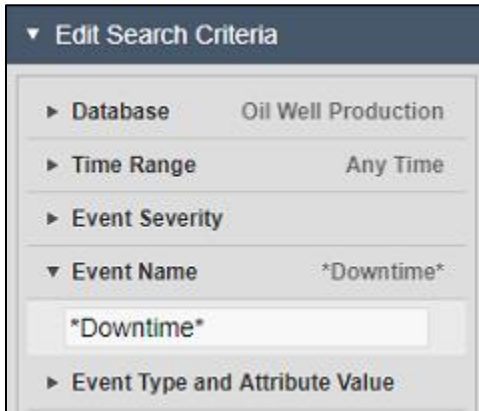 Edit Search Criteria
Database Oil Well Production
Time Range Any Time
Event Severity
Event Name *Downtime*
*Downtime*
Event Type and Attribute Value